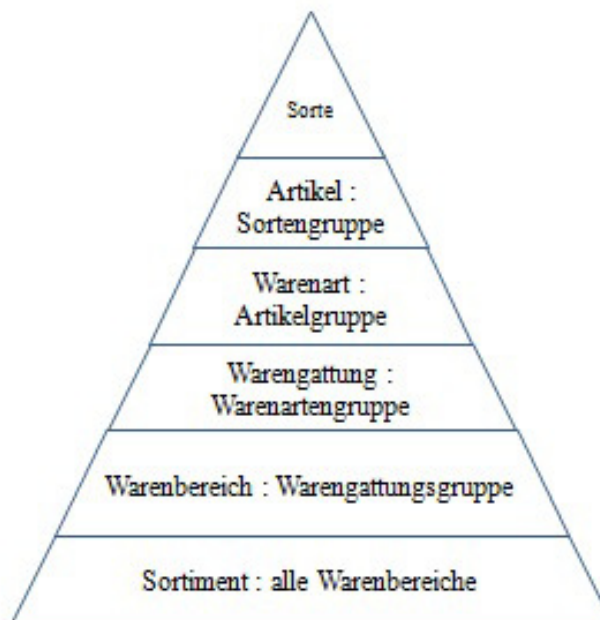 Sorte
Artikel :
Sortengruppe
Warenart :
Artikelgruppe
Warengattung :
Warenartengruppe
Warenbereich : Warengattungsgruppe
Sortiment : alle Warenbereiche